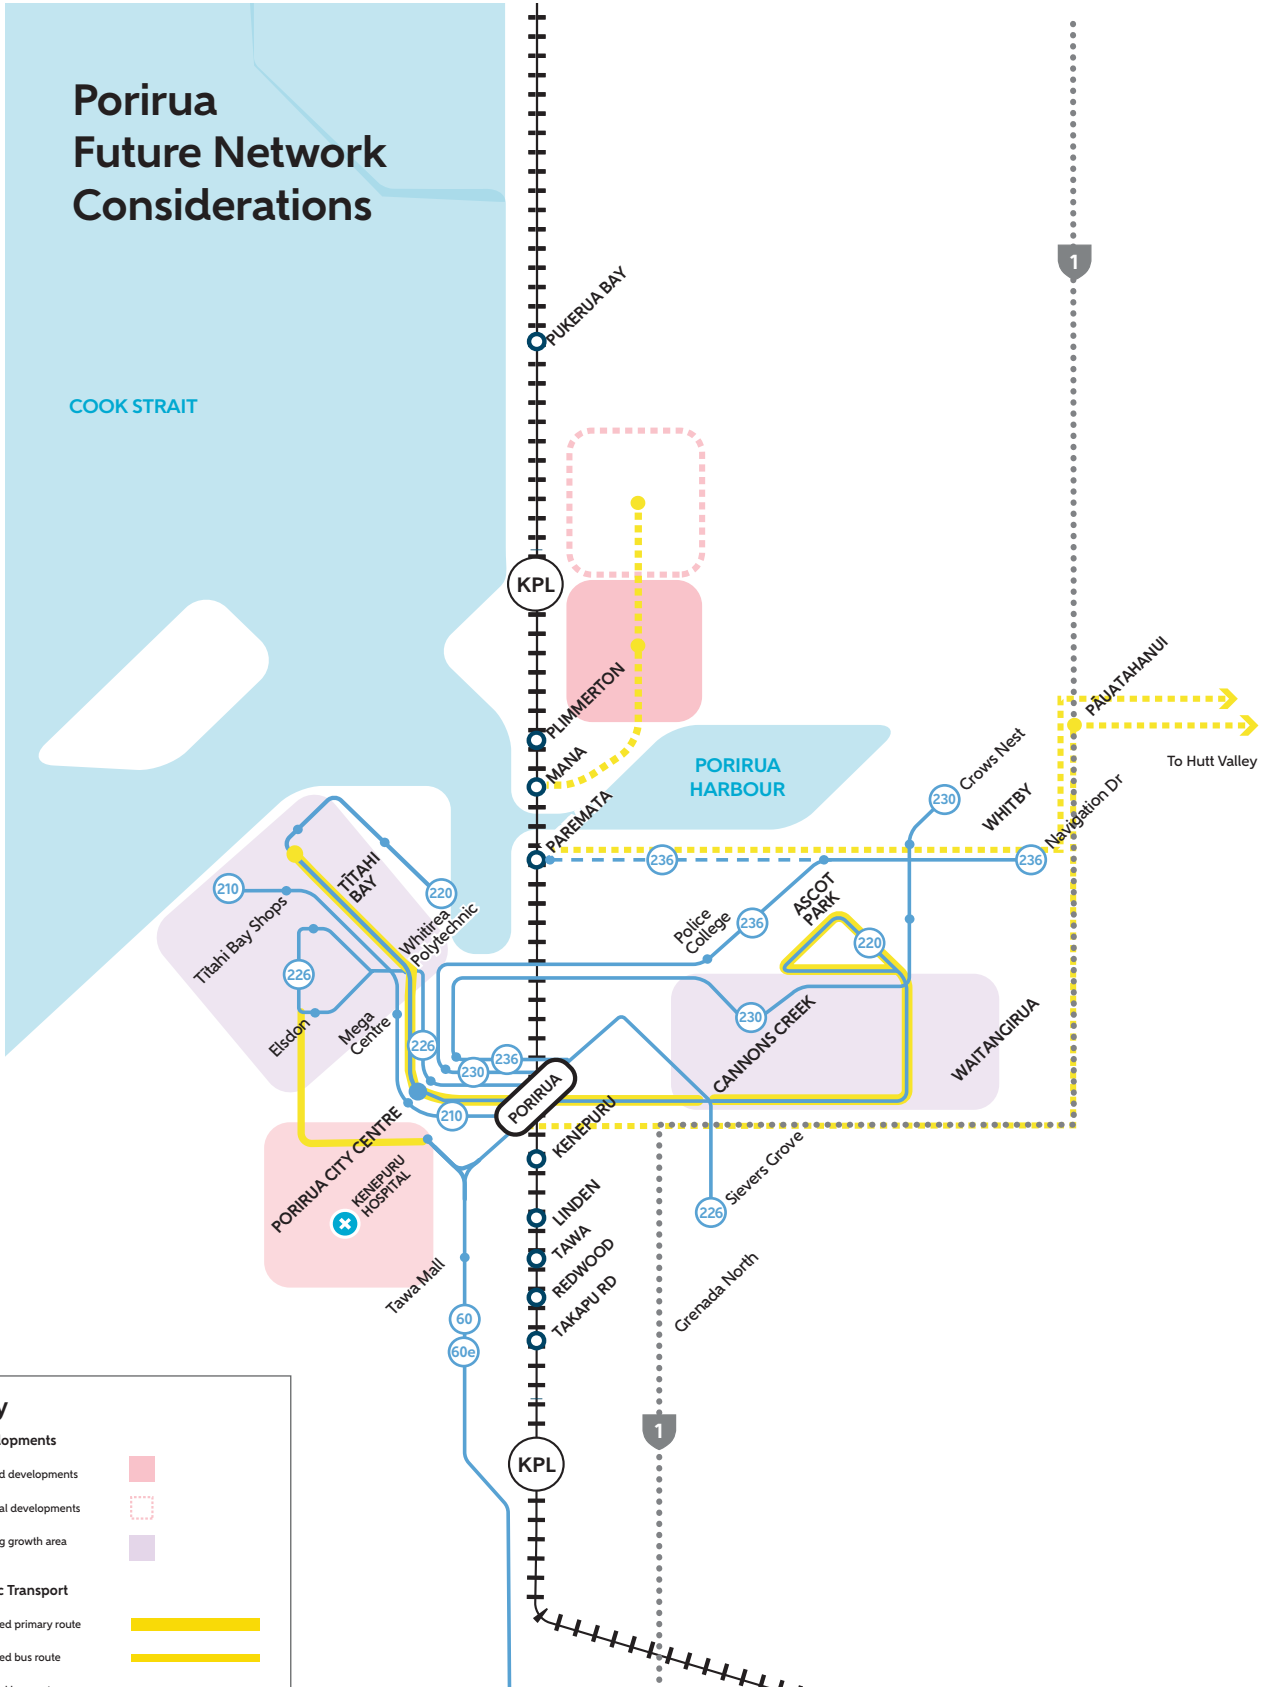 Porirua
Future Network
Considerations
1
PUKERUA BAY
COOK STRAIT
KPL
PLIMMERTON
MANA
PAREMATA
PORIRUA
HARBOUR
PĀUATAHANUI
To Hutt Valley
Crows Nest
230
WHITBY
Navigation Dr
236
236
236
Police
College
ASCOT
PARK
220
TĪTAHI
BAY
210
220
Tītahi Bay Shops
Whitirea
Polytechnic
226
Elsdon
Mega
Centre
226
236
230
210
230
CANNONS CREEK
WAITANGIRUA
PORIRUA
PORIRUA CITY CENTRE
KENEPURU
KENEPURU
HOSPITAL
LINDEN
TAWA
REDWOOD
TAKAPU RD
Sievers Grove
226
Grenada North
Tawa Mall
60
60e
1
KPL
y
lopments
d developments
al developments
g growth area
c Transport
ed primary route
ed bus route